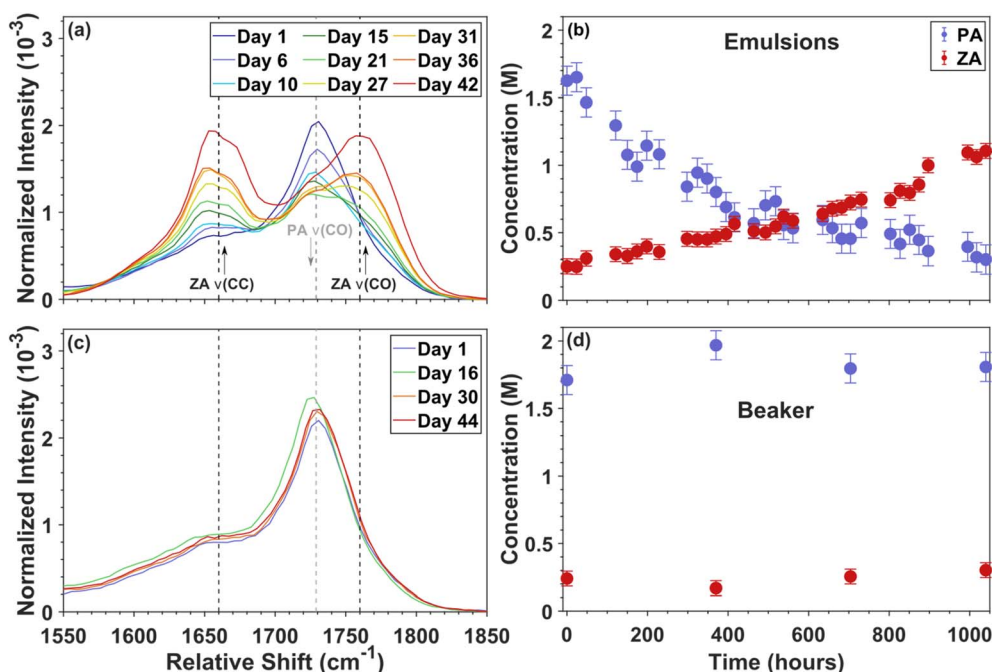 (a)
Day 1 Day 15 Day 31
Day 6 Day 21 Day 36
Day 10 Day 27 Day 42
3
2
1
0
Normalized Intensity (10-3)
PA ν(CO)
ZA ν(CC)
ZA ν(CO)
(b)
Emulsions
PA
ZA
2
1.5
1
0.5
0
Concentration (M)
(c)
Day 1
Day 16
Day 30
Day 44
3
2
1
0
Normalized Intensity (10-3)
1550 1600 1650 1700 1750 1800 1850
Relative Shift (cm-1)
(d)
Beaker
2
1.5
1
0.5
0
Concentration (M)
0 200 400 600 800 1000
Time (hours)